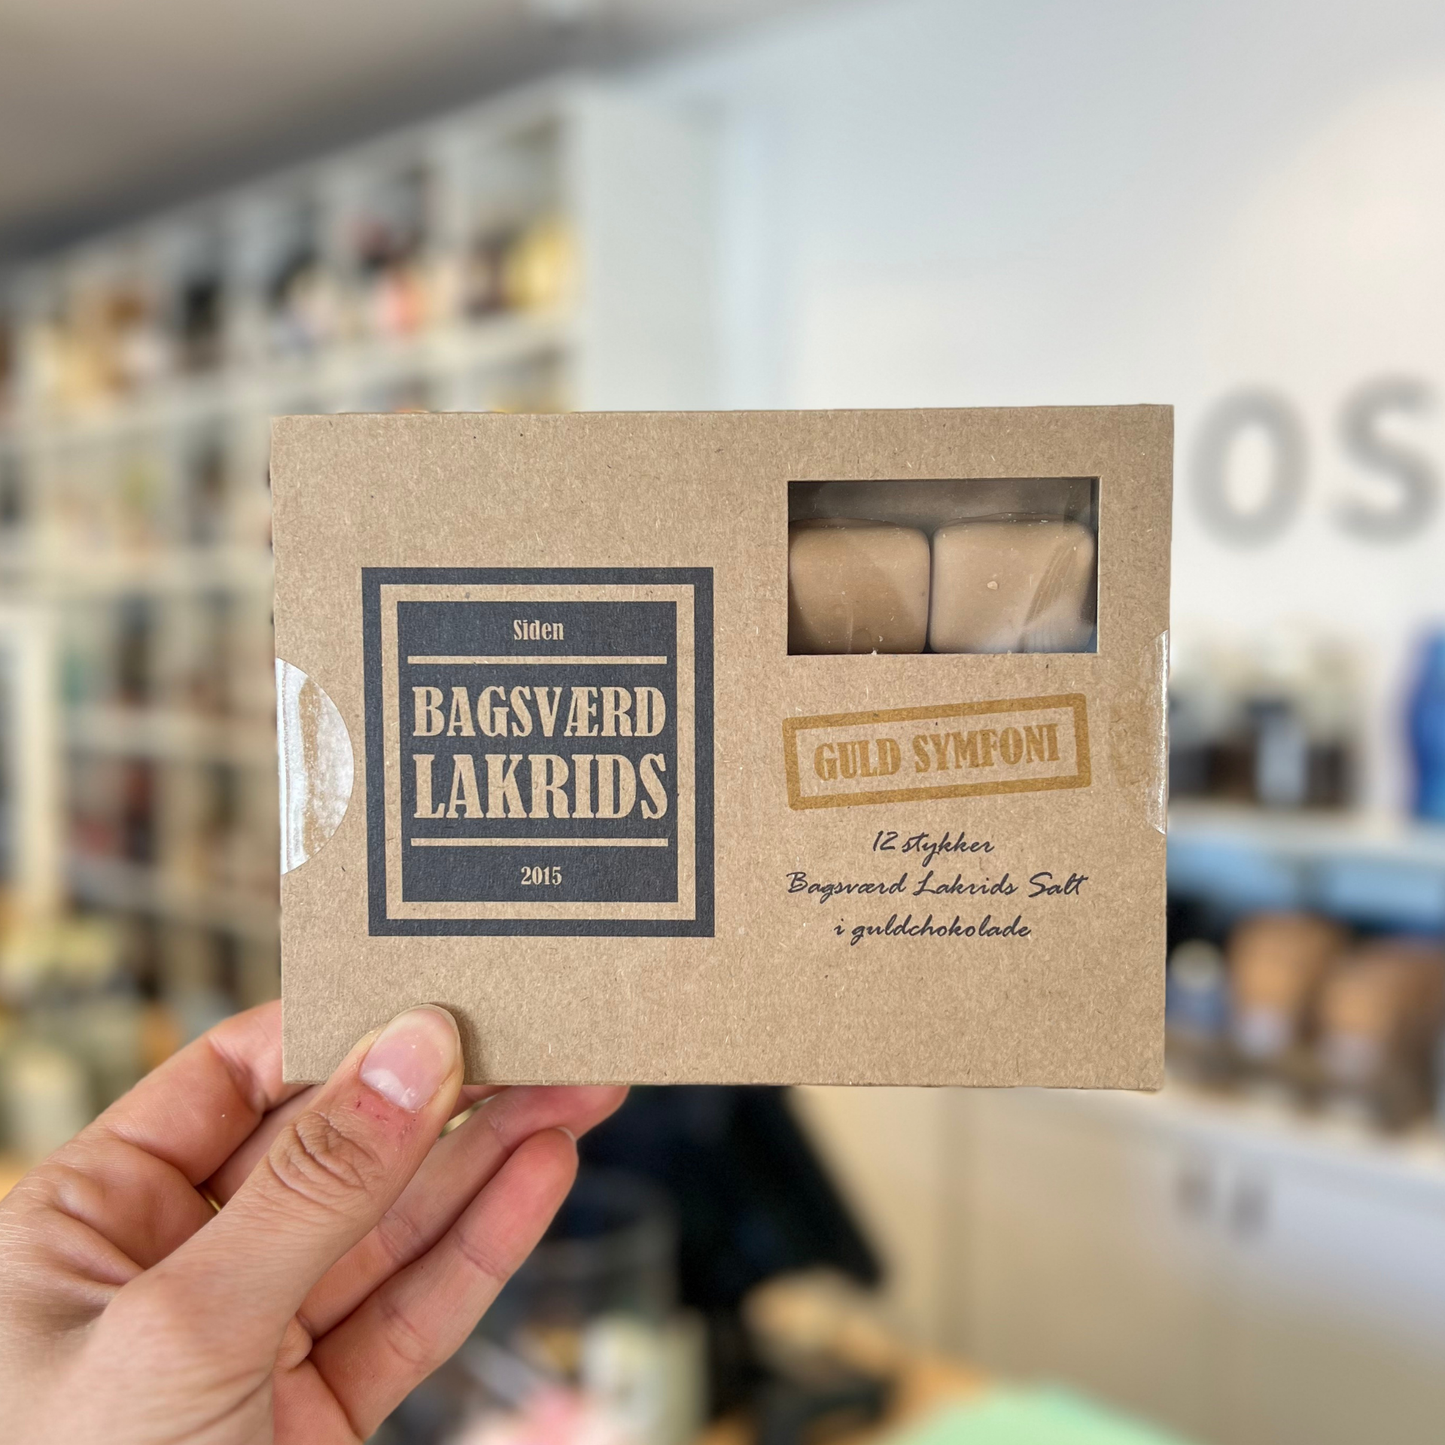 Siden
BAGSVÆRD
LAKRIDS
2015
GULD SYMFONI
12 stykker
Bagsværd Lakrids Salt
i guldchokolade
OS